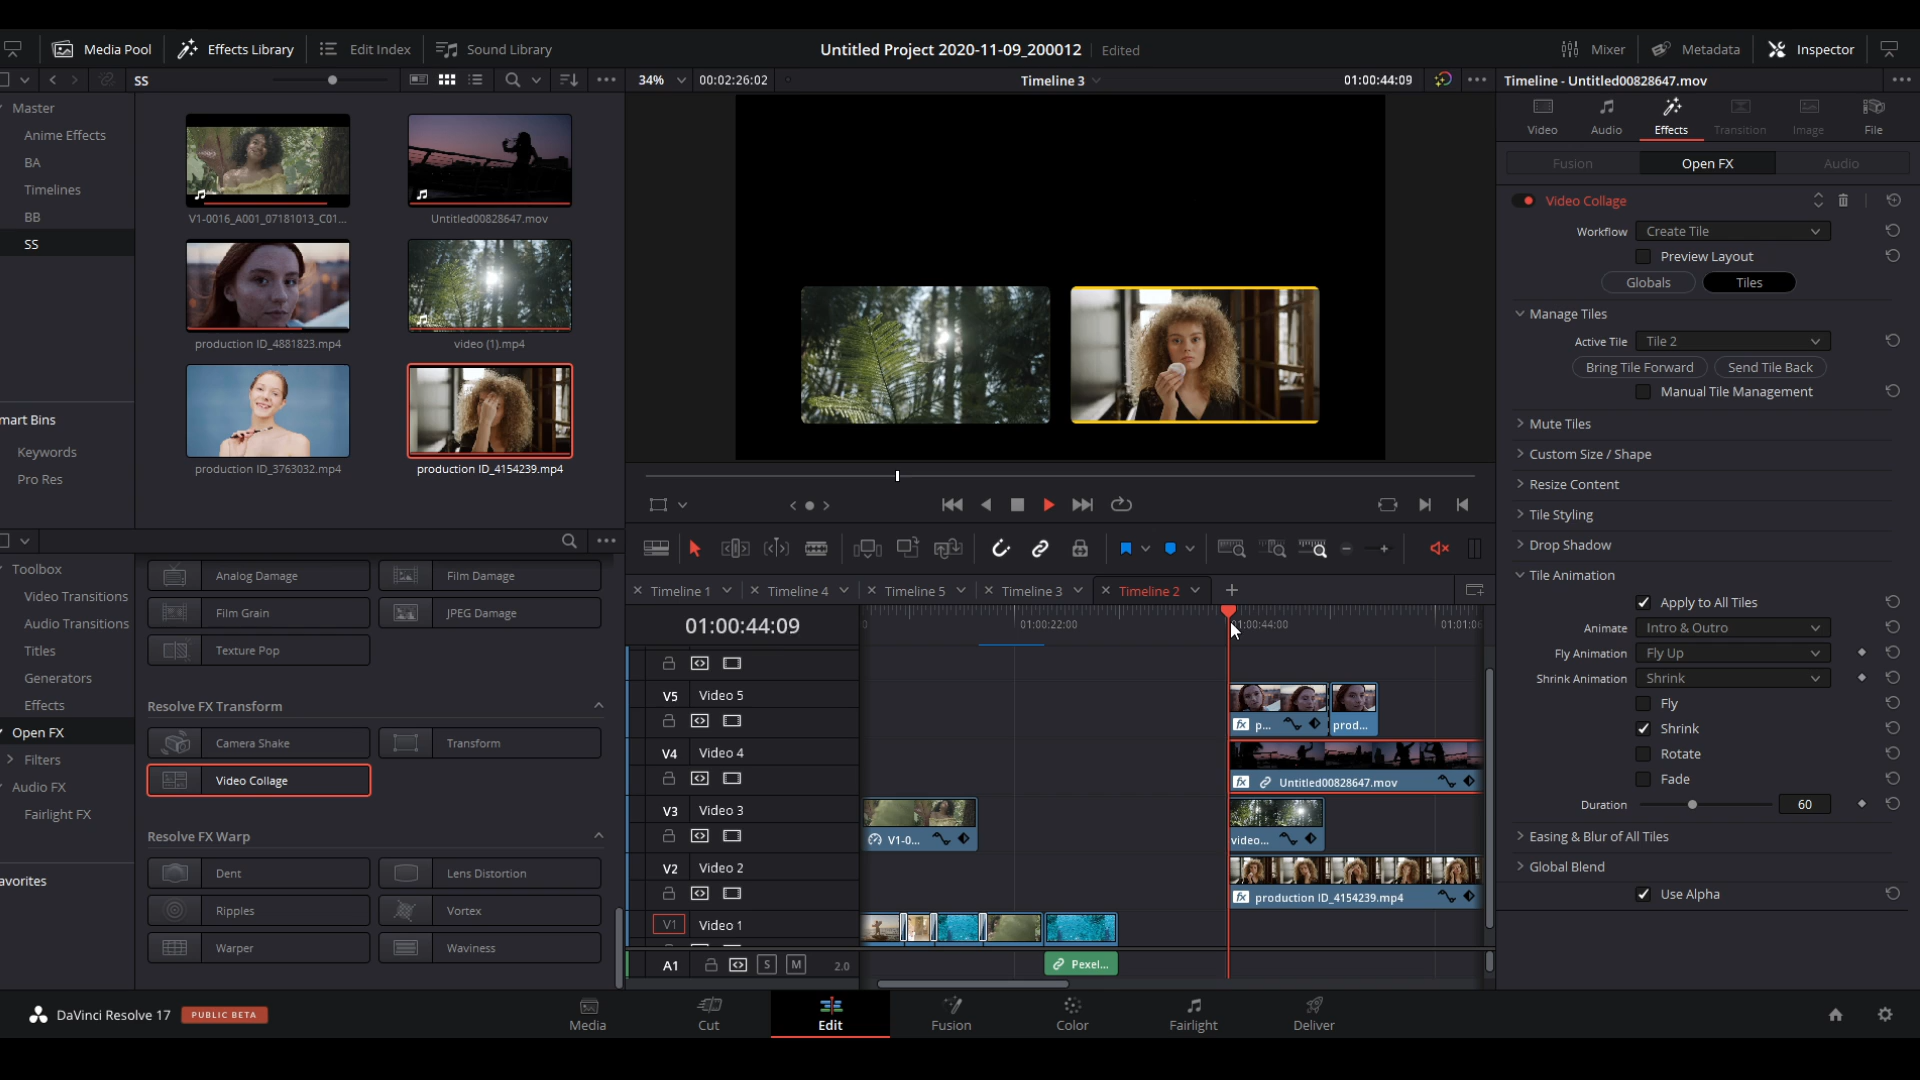 Media Pool
Effects Library
Edit Index
Sound Library
Untitled Project 2020-11-09_200012
Edited
Mixer
Metadata
Inspector
SS
34%
00:02:26:02
Timeline 3
01:00:44:09
Timeline - Untitled00828647.mov
Master
Anime Effects
BA
Timelines
BB
SS
mart Bins
Keywords
Pro Res
V1-0016_A001_07181013_C01...
Untitled00828647.mov
production ID_4881823.mp4
video (1).mp4
production ID_3763032.mp4
production ID_4154239.mp4
Video
Audio
Effects
Transition
Image
File
Fusion
Open FX
Audio
Video Collage
Workflow
Create Tile
Preview Layout
Globals
Tiles
Manage Tiles
Active Tile
Tile 2
Bring Tile Forward
Send Tile Back
Manual Tile Management
Mute Tiles
Custom Size / Shape
Resize Content
Tile Styling
Drop Shadow
Tile Animation
Apply to All Tiles
Animate
Intro & Outro
Fly Animation
Fly Up
Shrink Animation
Shrink
Fly
Shrink
Rotate
Fade
Duration
60
Easing & Blur of All Tiles
Global Blend
Use Alpha
Toolbox
Video Transitions
Audio Transitions
Titles
Generators
Effects
Open FX
Filters
Audio FX
Fairlight FX
avorites
Analog Damage
Film Damage
Film Grain
JPEG Damage
Texture Pop
Resolve FX Transform
Camera Shake
Transform
Video Collage
Resolve FX Warp
Dent
Lens Distortion
Ripples
Vortex
Warper
Waviness
Timeline 1
Timeline 4
Timeline 5
Timeline 3
Timeline 2
01:00:44:09
0
01:00:22:00
01:00:44:00
01:01:06
V5
Video 5
p...
prod...
V4
Video 4
Untitled00828647.mov
V3
Video 3
V1-0...
video...
V2
Video 2
production ID_4154239.mp4
V1
Video 1
A1
S
M
2.0
Pexel...
DaVinci Resolve 17
PUBLIC BETA
Media
Cut
Edit
Fusion
Color
Fairlight
Deliver